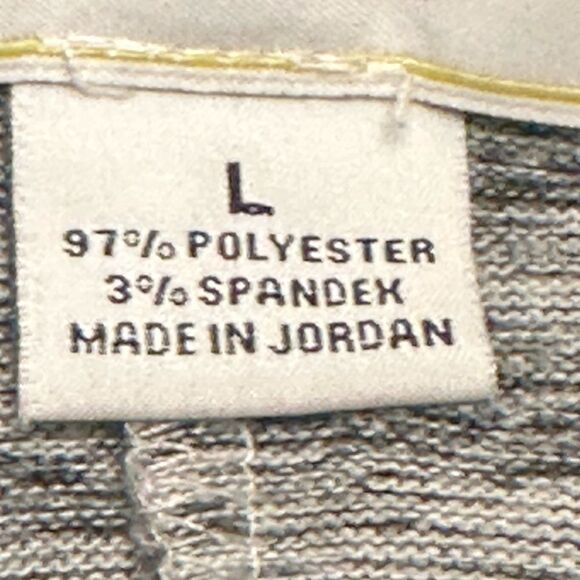 L
97% POLYESTER
3% SPANDEX
MADE IN JORDAN